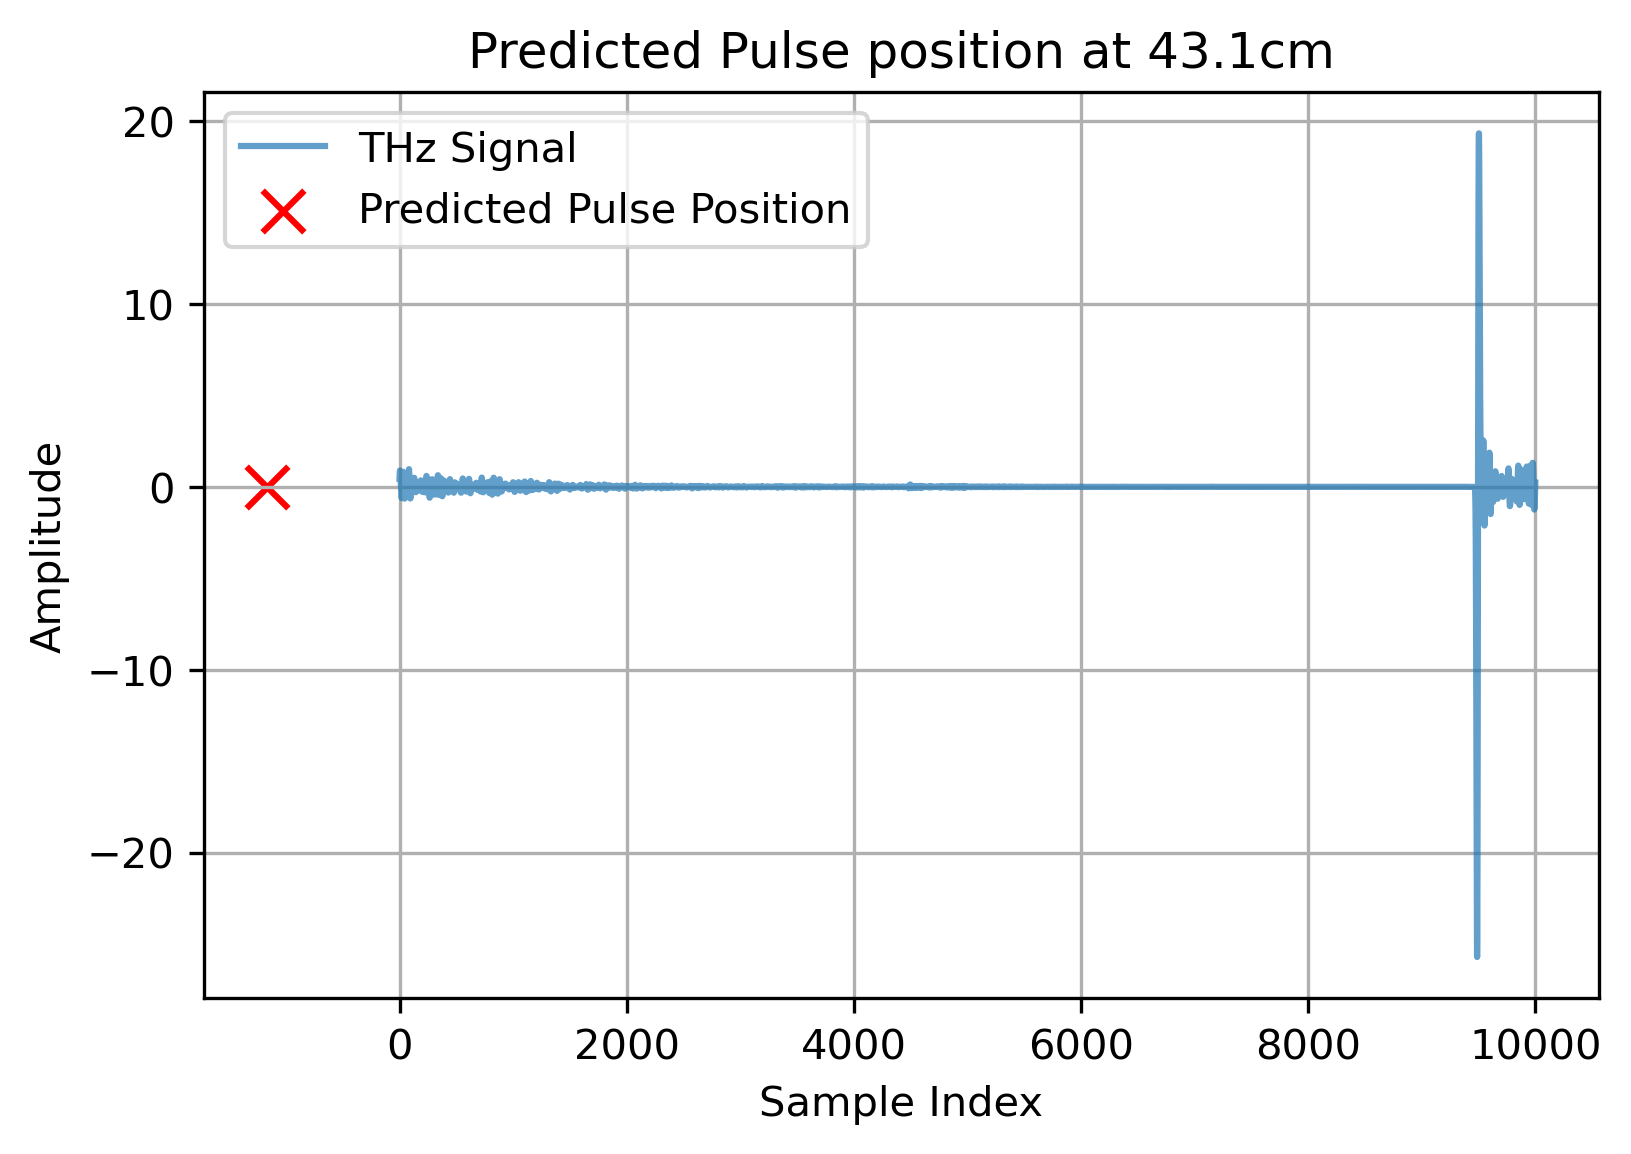 Predicted Pulse position at 43.1cm
THz Signal
Predicted Pulse Position
20
10
0
−10
−20
Amplitude
0 2000 4000 6000 8000 10000
Sample Index